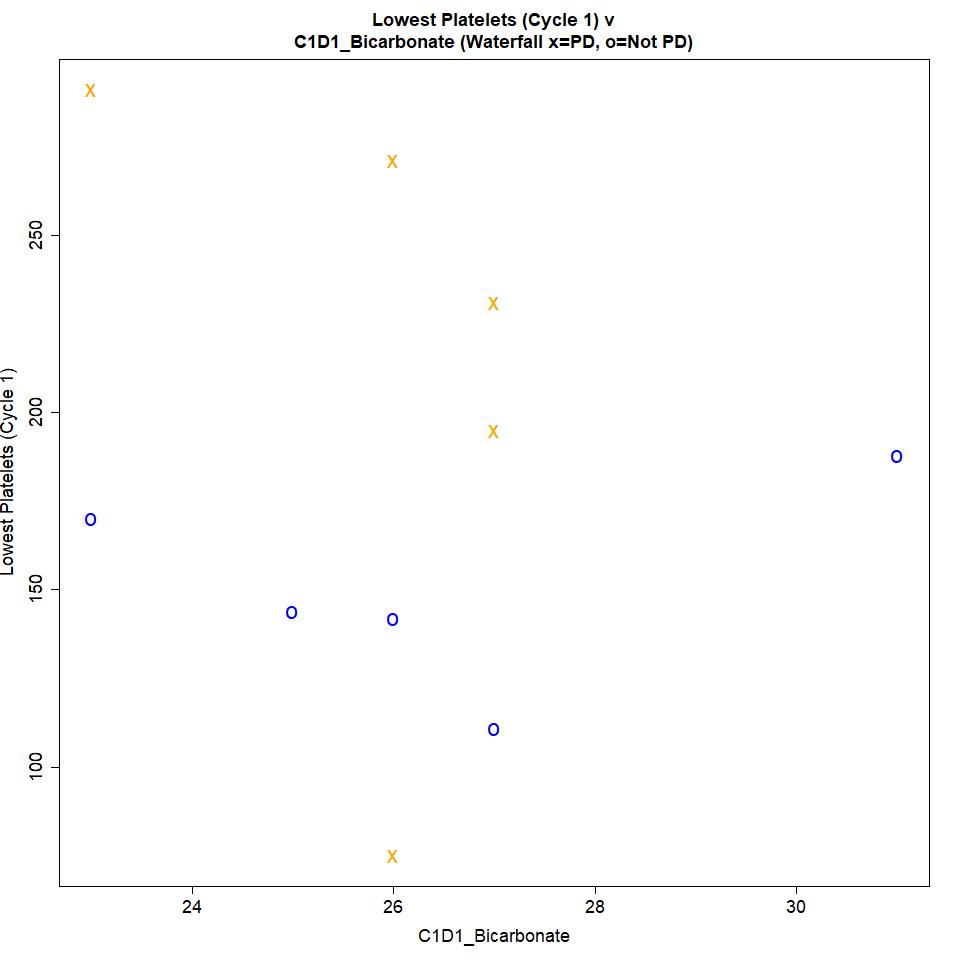 Lowest Platelets (Cycle 1) v
C1D1_Bicarbonate (Waterfall x=PD, o=Not PD)
X
X
250
X
Lowest Platelets (Cycle 1)
200
X
O
O
150
O
O
O
100
X
24 26 28 30
C1D1_Bicarbonate